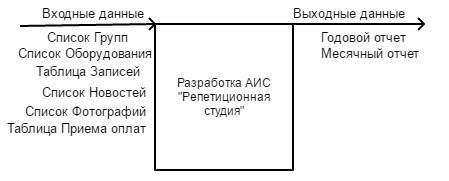 Входные данные
Список Групп
Список Оборудования
Таблица Записей
Список Новостей
Список Фотографий
Таблица Приема оплат
Разработка АИС
"Репетиционная
студия"
Выходные данные
Годовой отчет
Месячный отчет